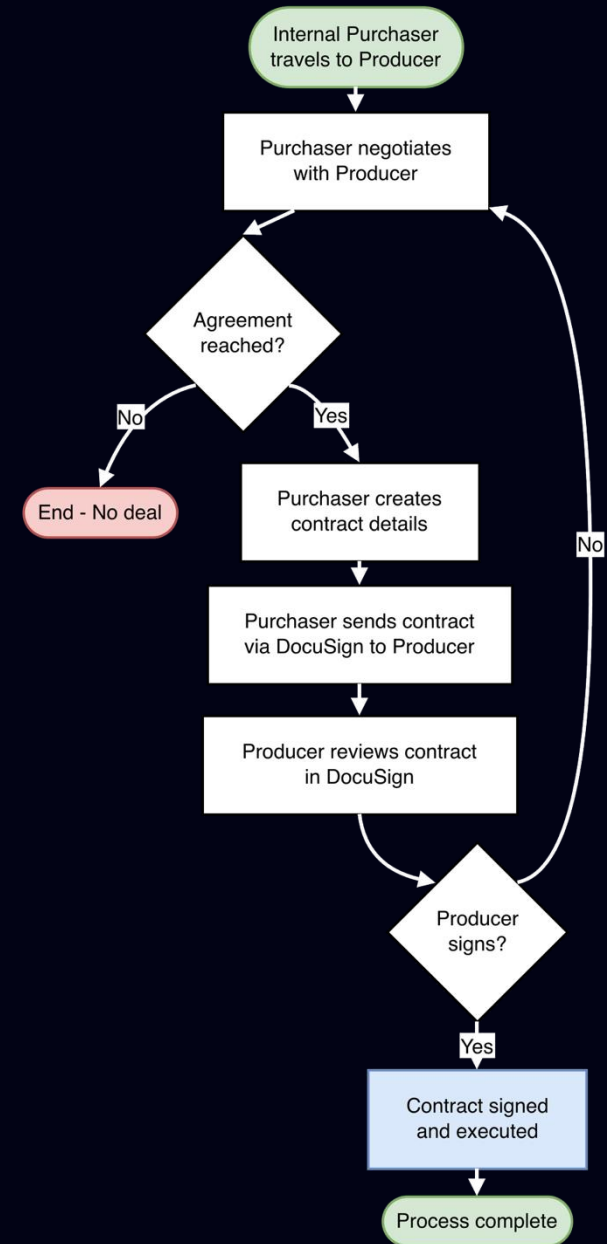 Internal Purchaser
travels to Producer
Purchaser negotiates
with Producer
Agreement
reached?
No
Yes
End - No deal
Purchaser creates
contract details
No
Purchaser sends contract
via DocuSign to Producer
Producer reviews contract
in DocuSign
Producer
signs?
Yes
Contract signed
and executed
Process complete